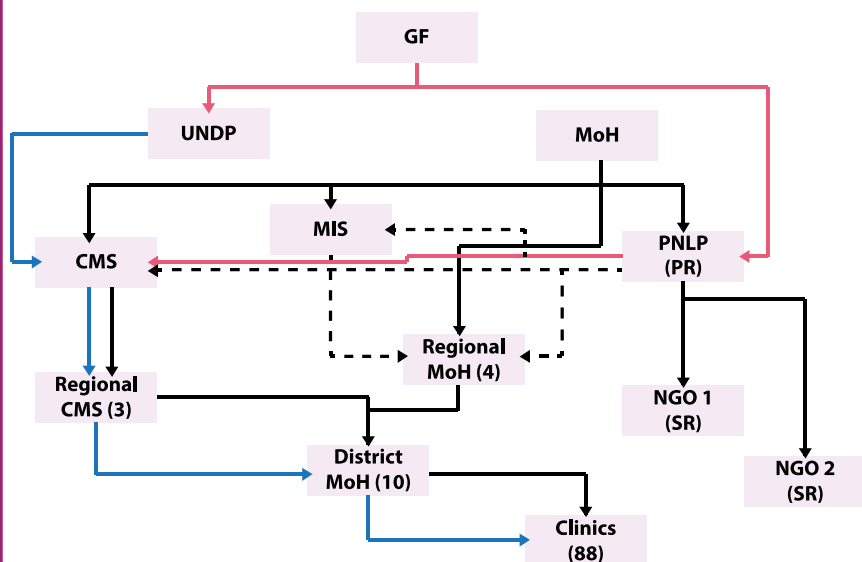 GF
UNDP
MoH
MIS
PNLP
(PR)
CMS
Regional
MoH (4)
Regional
CMS (3)
NGO 1
(SR)
District
MoH (10)
NGO 2
(SR)
Clinics
(88)